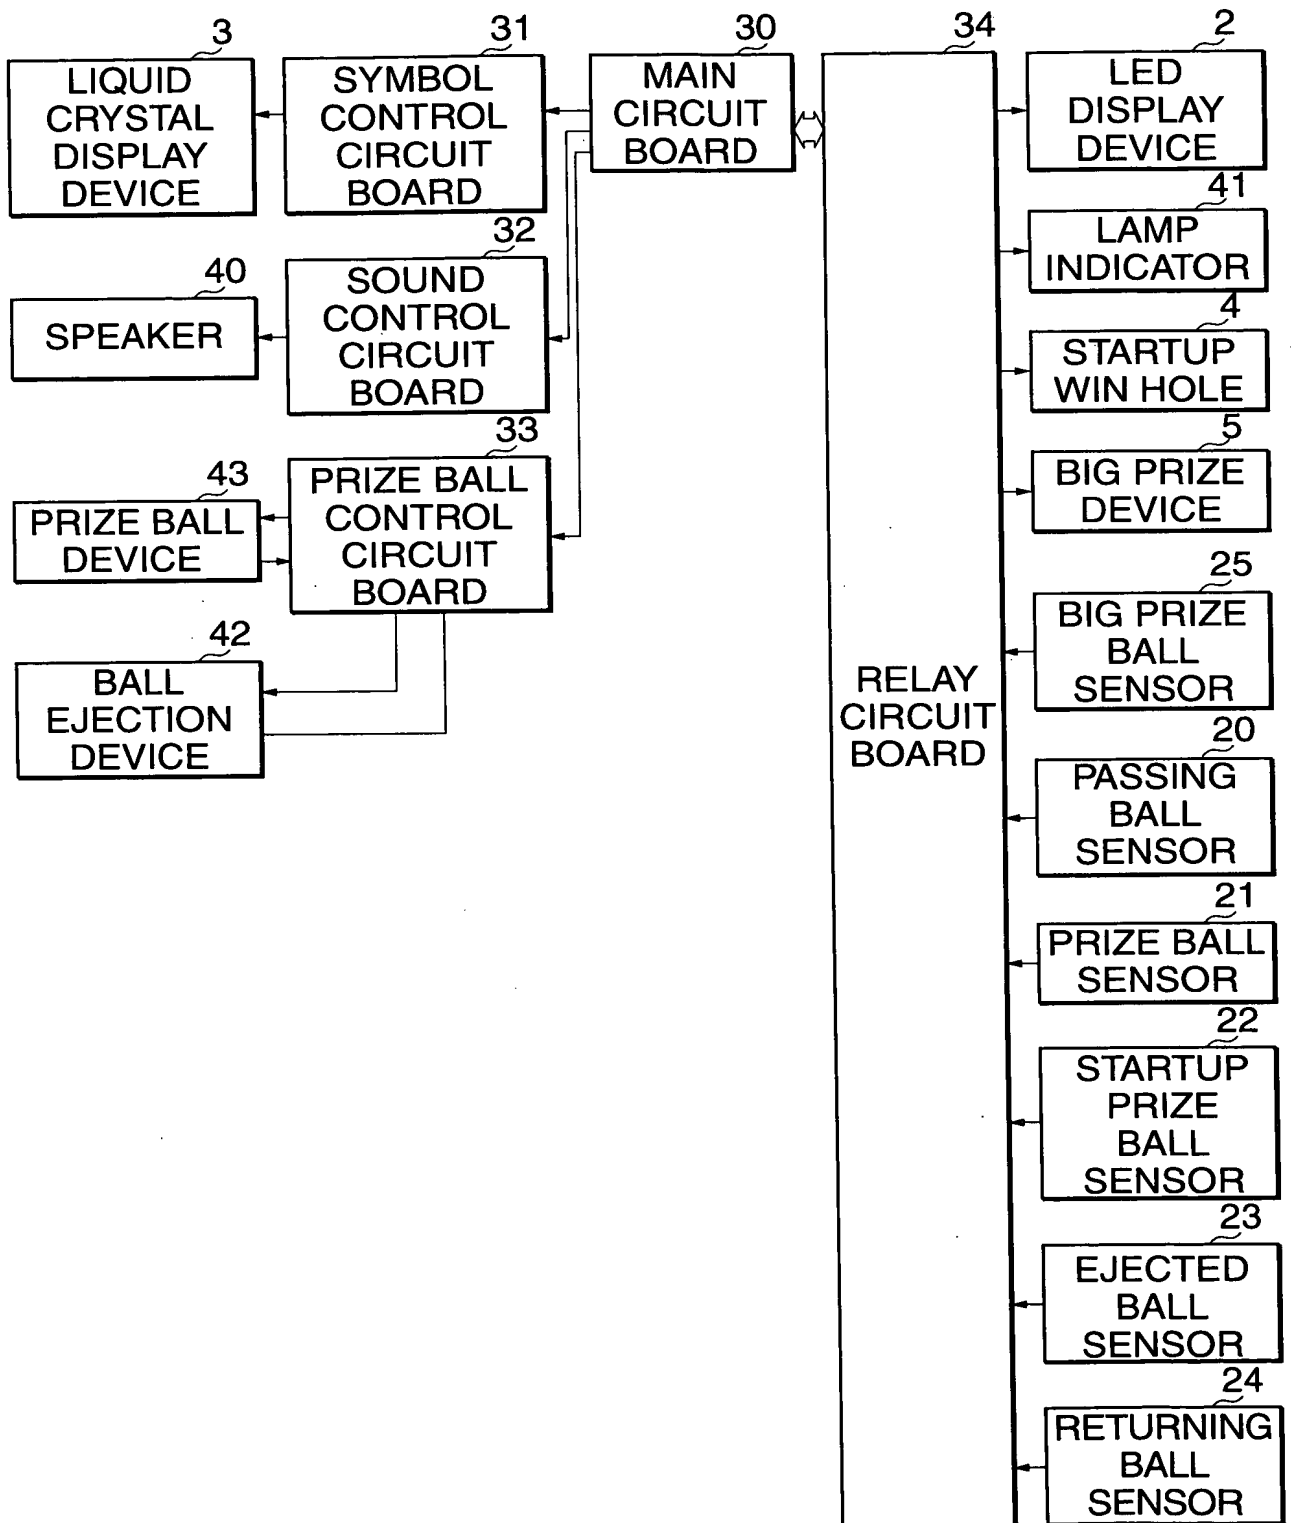 3
LIQUID
CRYSTAL
DISPLAY
DEVICE
31
SYMBOL
CONTROL
CIRCUIT
BOARD
30
MAIN
CIRCUIT
BOARD
40
SPEAKER
32
SOUND
CONTROL
CIRCUIT
BOARD
43
PRIZE BALL
DEVICE
33
PRIZE BALL
CONTROL
CIRCUIT
BOARD
42
BALL
EJECTION
DEVICE
34
RELAY
CIRCUIT
BOARD
2
LED
DISPLAY
DEVICE
41
LAMP
INDICATOR
4
STARTUP
WIN HOLE
5
BIG PRIZE
DEVICE
25
BIG PRIZE
BALL
SENSOR
20
PASSING
BALL
SENSOR
21
PRIZE BALL
SENSOR
22
STARTUP
PRIZE
BALL
SENSOR
23
EJECTED
BALL
SENSOR
24
RETURNING
BALL
SENSOR